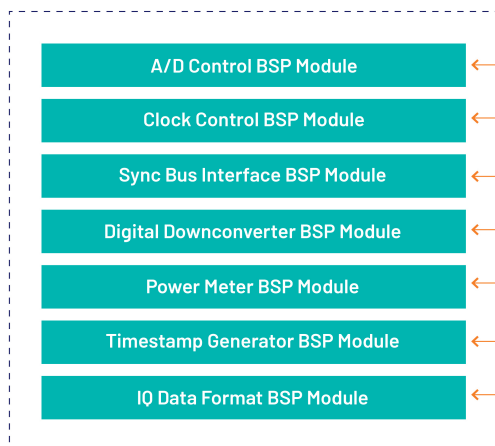 A/D Control BSP Module
Clock Control BSP Module
Sync Bus Interface BSP Module
Digital Downconverter BSP Module
Power Meter BSP Module
Timestamp Generator BSP Module
IQ Data Format BSP Module